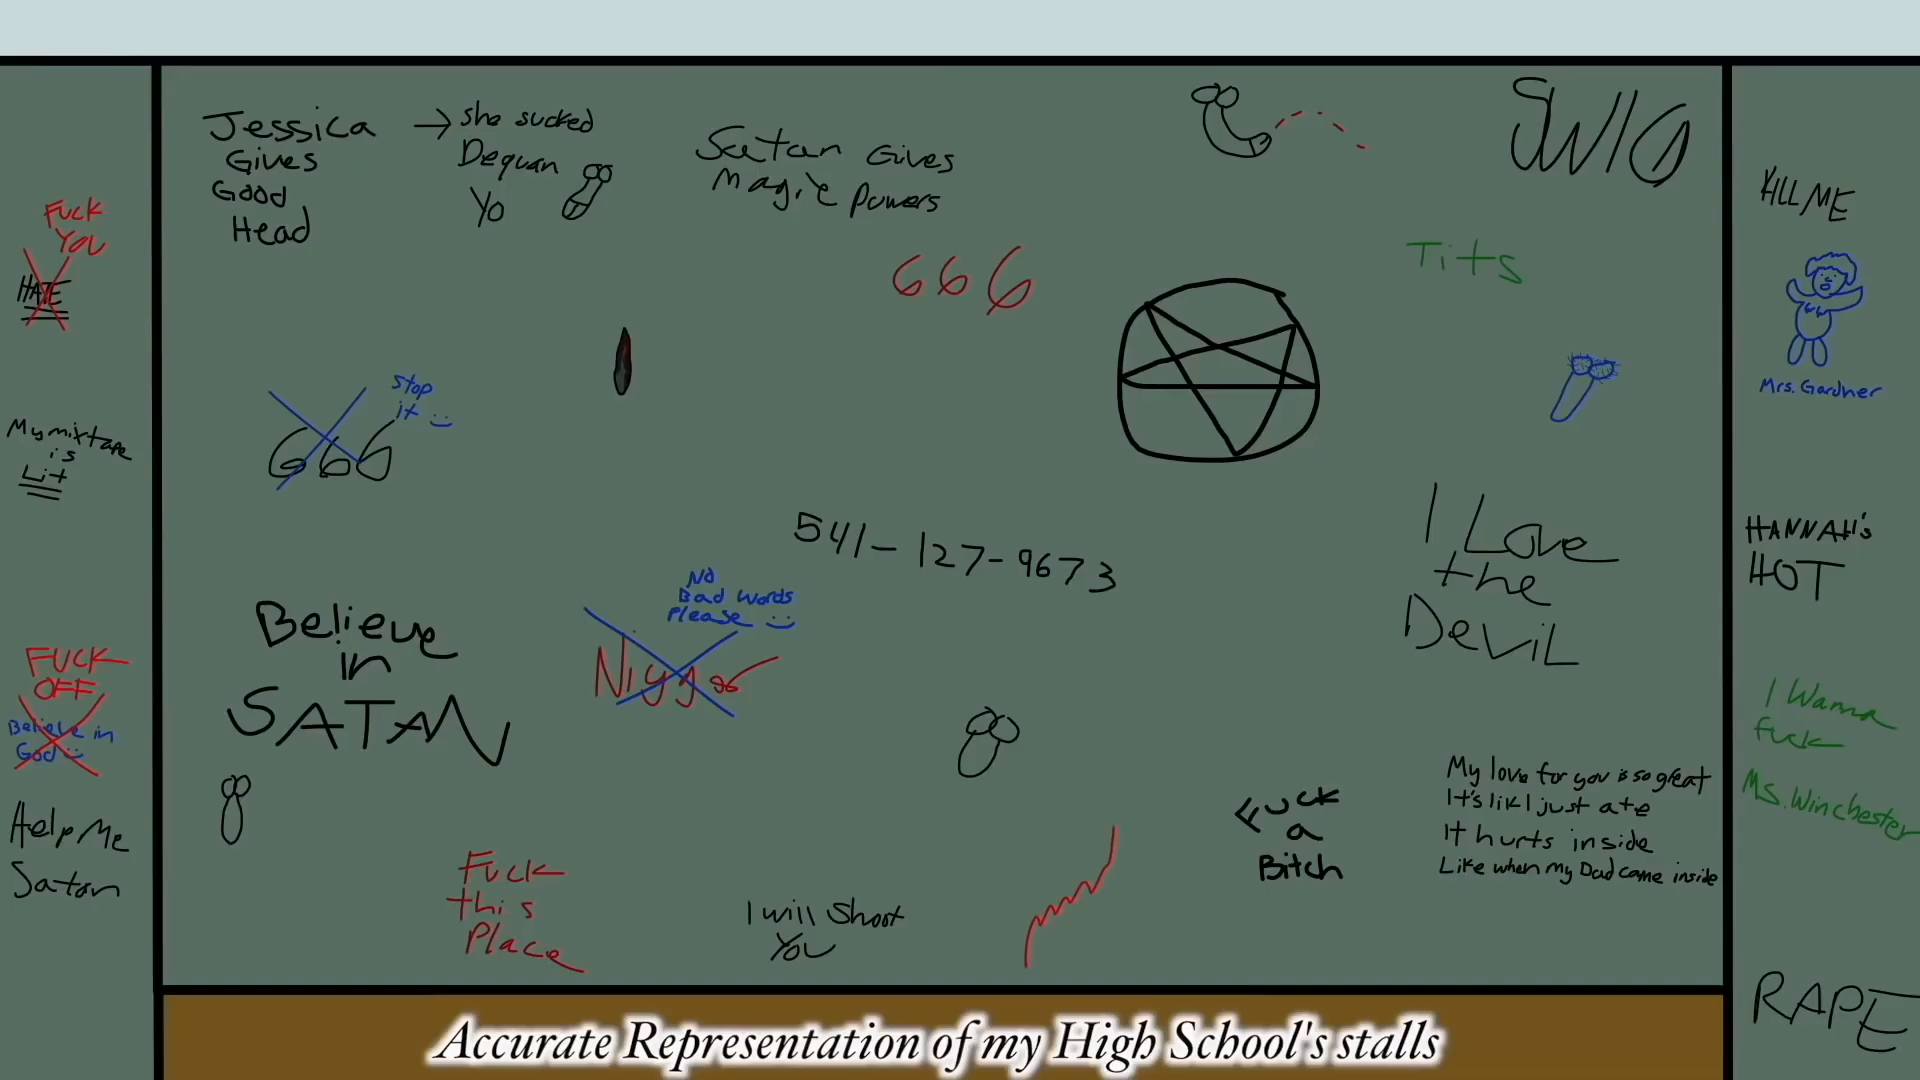 Jessica
Gives
Good
Head
→ she sucked
Dequan
Yo
Satan Gives
Magic Powers
SWIG
Fuck
You
HATE
KILL ME
666
Tits
Mrs. Gardner
stop
it :)
666
My mixtape
is
Lit
541-127-9673
I Love
the
DEVIL
HANNAH's
HOT
No
Bad Words
Please :)
Believe
in
SATAN
FUCK
OFF
Believe in
God :)
I Wanna
fuck
Ms. Winchester
My love for you is so great
It's lik I just ate
It hurts inside
Like when my Dad came inside
Fuck
a
Bitch
Help Me
Satan
Fuck
this
Place
I will Shoot
You
RAPE
Accurate Representation of my High School's stalls